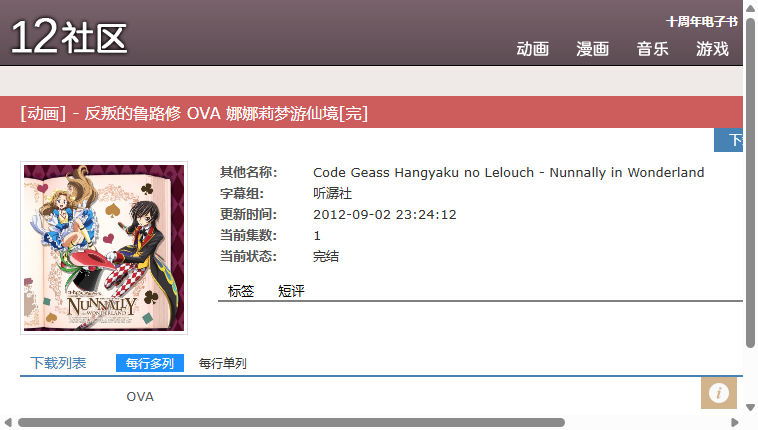 12社区
十周年电子书
动画 漫画 音乐 游戏
[动画] - 反叛的鲁路修 OVA 娜娜莉梦游仙境[完]
其他名称: Code Geass Hangyaku no Lelouch - Nunnally in Wonderland
字幕组: 听潺社
更新时间: 2012-09-02 23:24:12
当前集数: 1
当前状态: 完结
标签 短评
NUNNALLY
in WONDERLAND
下载列表 每行多列 每行单列
OVA